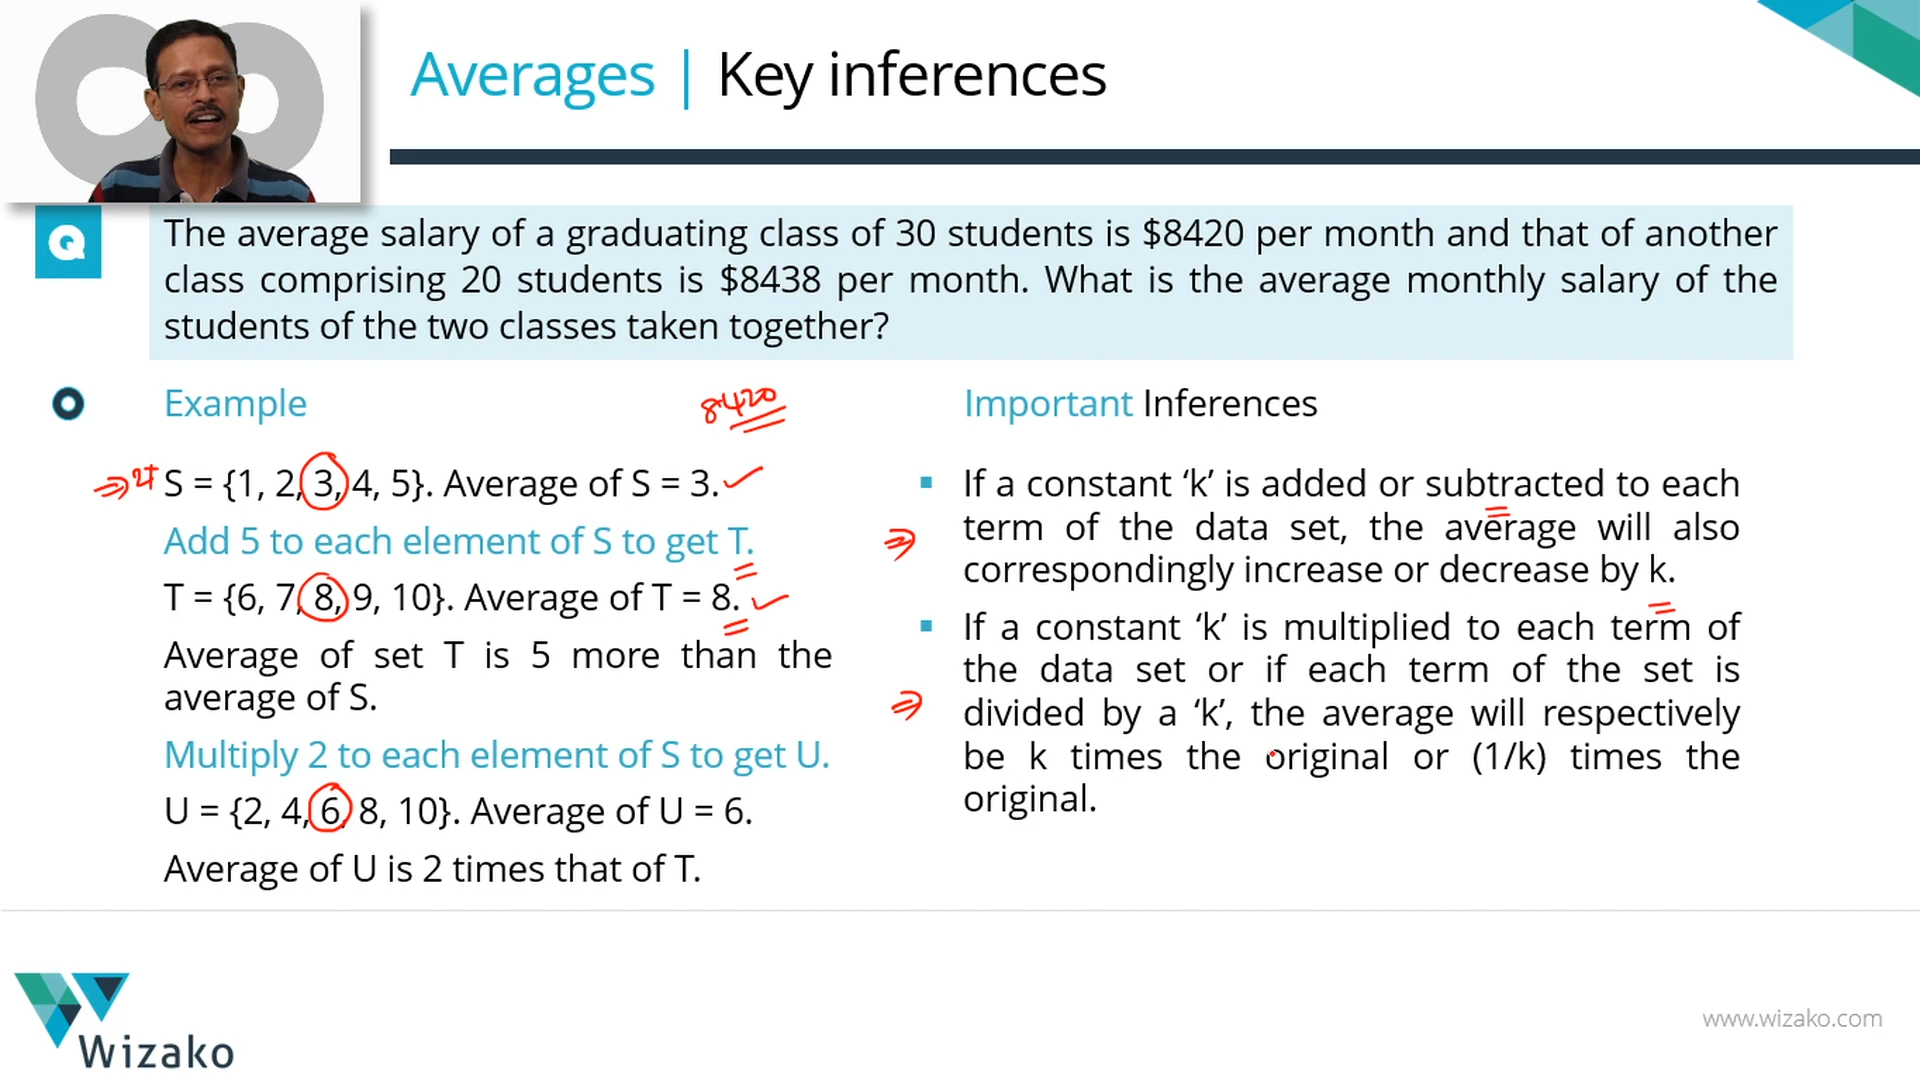 Averages | Key inferences
Q
The average salary of a graduating class of 30 students is $8420 per month and that of another
class comprising 20 students is $8438 per month. What is the average monthly salary of the
students of the two classes taken together?
Example
8420
S = {1, 2, 3, 4, 5}. Average of S = 3.
Add 5 to each element of S to get T.
T = {6, 7, 8, 9, 10}. Average of T = 8.
Average of set T is 5 more than the
average of S.
Multiply 2 to each element of S to get U.
U = {2, 4, 6, 8, 10}. Average of U = 6.
Average of U is 2 times that of T.
Important Inferences
If a constant ‘k’ is added or subtracted to each
term of the data set, the average will also
correspondingly increase or decrease by k.
If a constant ‘k’ is multiplied to each term of
the data set or if each term of the set is
divided by a ‘k’, the average will respectively
be k times the original or (1/k) times the
original.
Wizako
www.wizako.com